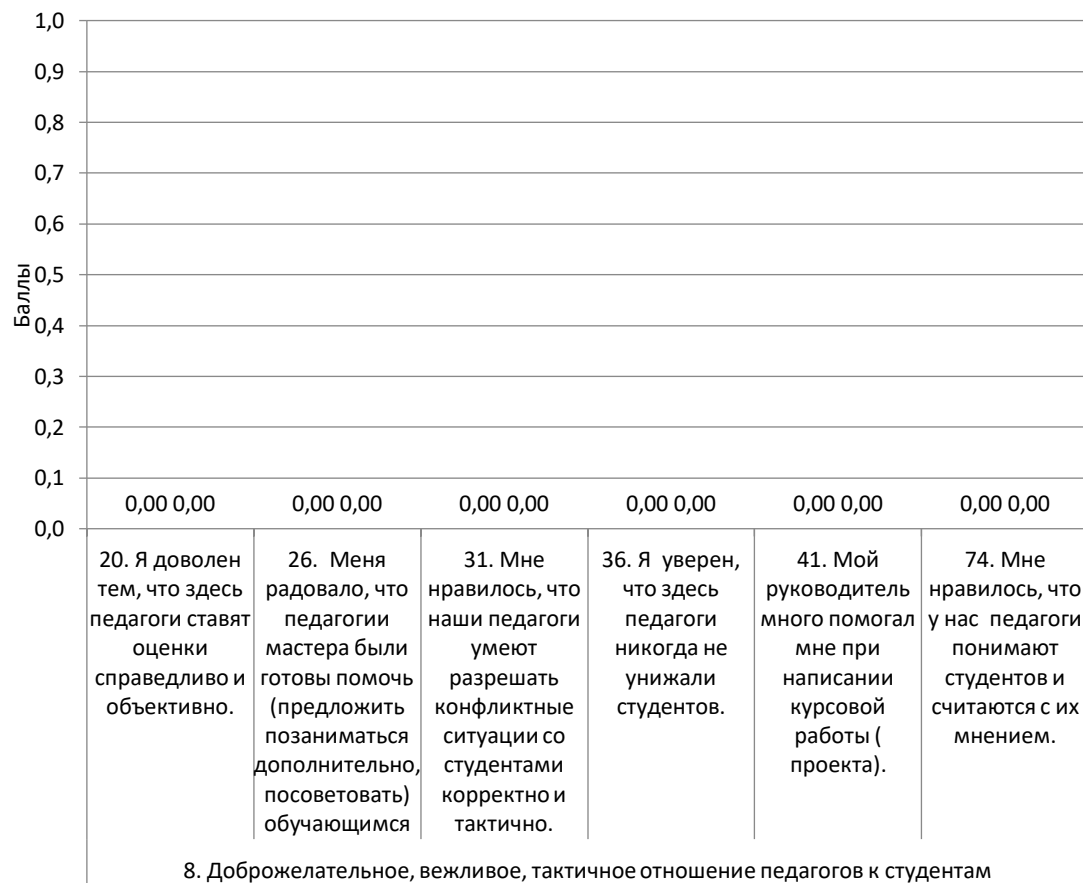 1,0
0,9
0,8
0,7
0,6
0,5
0,4
0,3
0,2
0,1
0,0
Баллы
0,00 0,00
0,00 0,00
0,00 0,00
0,00 0,00
0,00 0,00
0,00 0,00
20. Я доволен
тем, что здесь
педагоги ставят
оценки
справедливо и
объективно.
26. Меня
радовало, что
педагогии
мастера были
готовы помочь
(предложить
позаниматься
дополнительно,
посоветовать)
обучающимся
31. Мне
нравилось, что
наши педагоги
умеют
разрешать
конфликтные
ситуации со
студентами
корректно и
тактично.
36. Я уверен,
что здесь
педагоги
никогда не
унижали
студентов.
41. Мой
руководитель
много помогал
мне при
написании
курсовой
работы (
проекта).
74. Мне
нравилось, что
у нас педагоги
понимают
студентов и
считаются с их
мнением.
8. Доброжелательное, вежливое, тактичное отношение педагогов к студентам